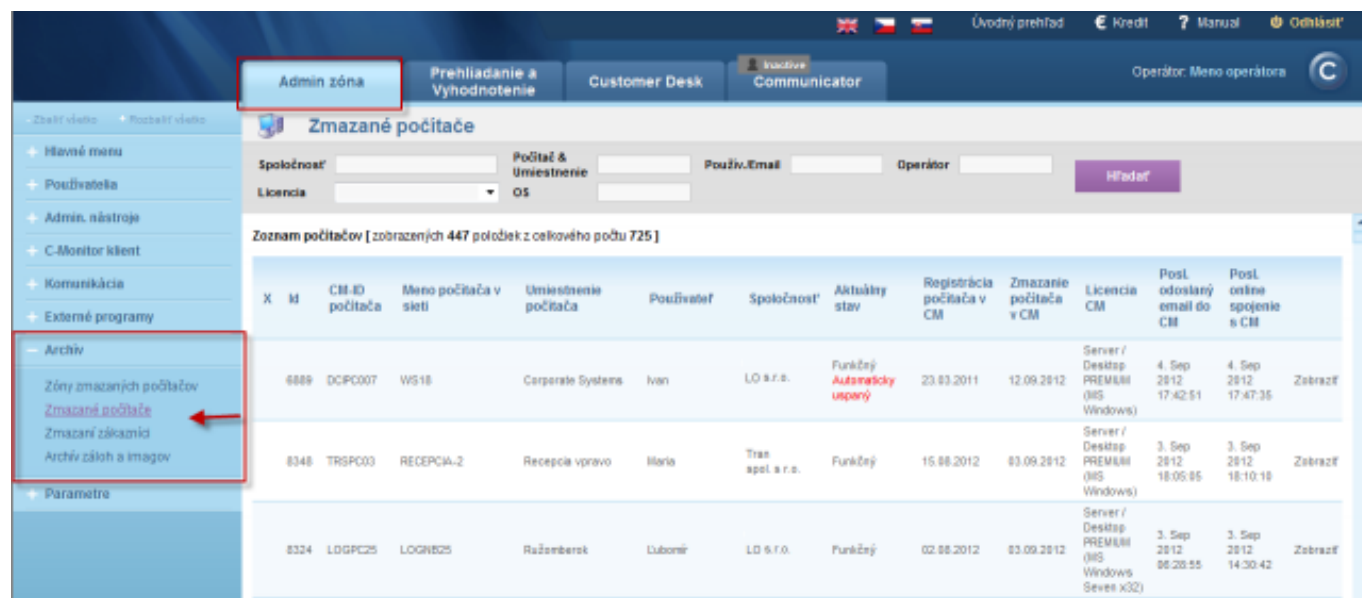 Úvodný prehľad € Kredit ? Manual Odhlásiť
Admin zóna
Prehliadanie a
Vyhodnotenie
Customer Desk
Inactive
Communicator
Operátor: Meno operátora
- Zbaliť všetko + Rozbaliť všetko
Hlavné menu
Používatelia
Admin. nástroje
C-Monitor klient
Komunikácia
Externé programy
Archív
Zóny zmazaných počítačov
Zmazané počítače
Zmazaní zákazníci
Archív záloh a imagov
Parametre
Zmazané počítače
Spoločnosť
Počítač &
Umiestnenie
Použív./Email
Operátor
Hľadať
Licencia
OS
Zoznam počítačov [ zobrazených 447 položiek z celkového počtu 725 ]
X Id
CM-ID
počítača
Meno počítača v
sieti
Umiestnenie
počítača
Používateľ
Spoločnosť
Aktuálny
stav
Registrácia
počítača v
CM
Zmazanie
počítača
v CM
Licencia
CM
Posl.
odoslaný
email do
CM
Posl.
online
spojenie
s CM
6889 DCIPC007 WS18 Corporate Systems Ivan LO s.r.o.
Funkčný
Automaticky
uspaný
23.03.2011 12.09.2012
Server /
Desktop
PREMIUM
(MS
Windows)
4. Sep
2012
17:42:51
4. Sep
2012
17:47:35
Zobraziť
8348 TRSPC03 RECEPCIA-2 Recepcia vpravo Maria
Tran
spol. s r.o.
Funkčný 15.08.2012 03.09.2012
Server /
Desktop
PREMIUM
(MS
Windows)
3. Sep
2012
18:05:05
3. Sep
2012
18:10:10
Zobraziť
8324 LOGPC25 LOGNB25 Ružomberok Ľubomír LO s.r.o. Funkčný 02.08.2012 03.09.2012
Server /
Desktop
PREMIUM
(MS
Windows
Seven x32)
3. Sep
2012
06:28:55
3. Sep
2012
14:30:42
Zobraziť